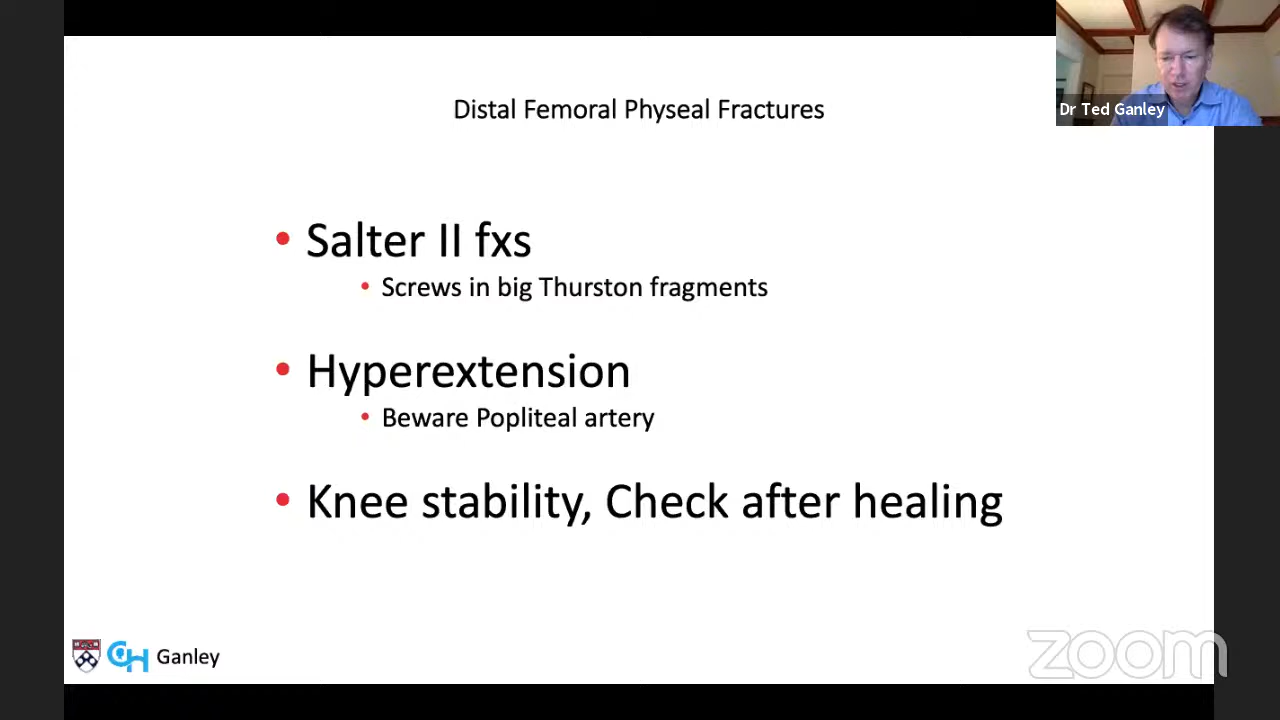 Distal Femoral Physeal Fractures
Dr Ted Ganley
• Salter II fxs
• Screws in big Thurston fragments
• Hyperextension
• Beware Popliteal artery
• Knee stability, Check after healing
Ganley
zoom